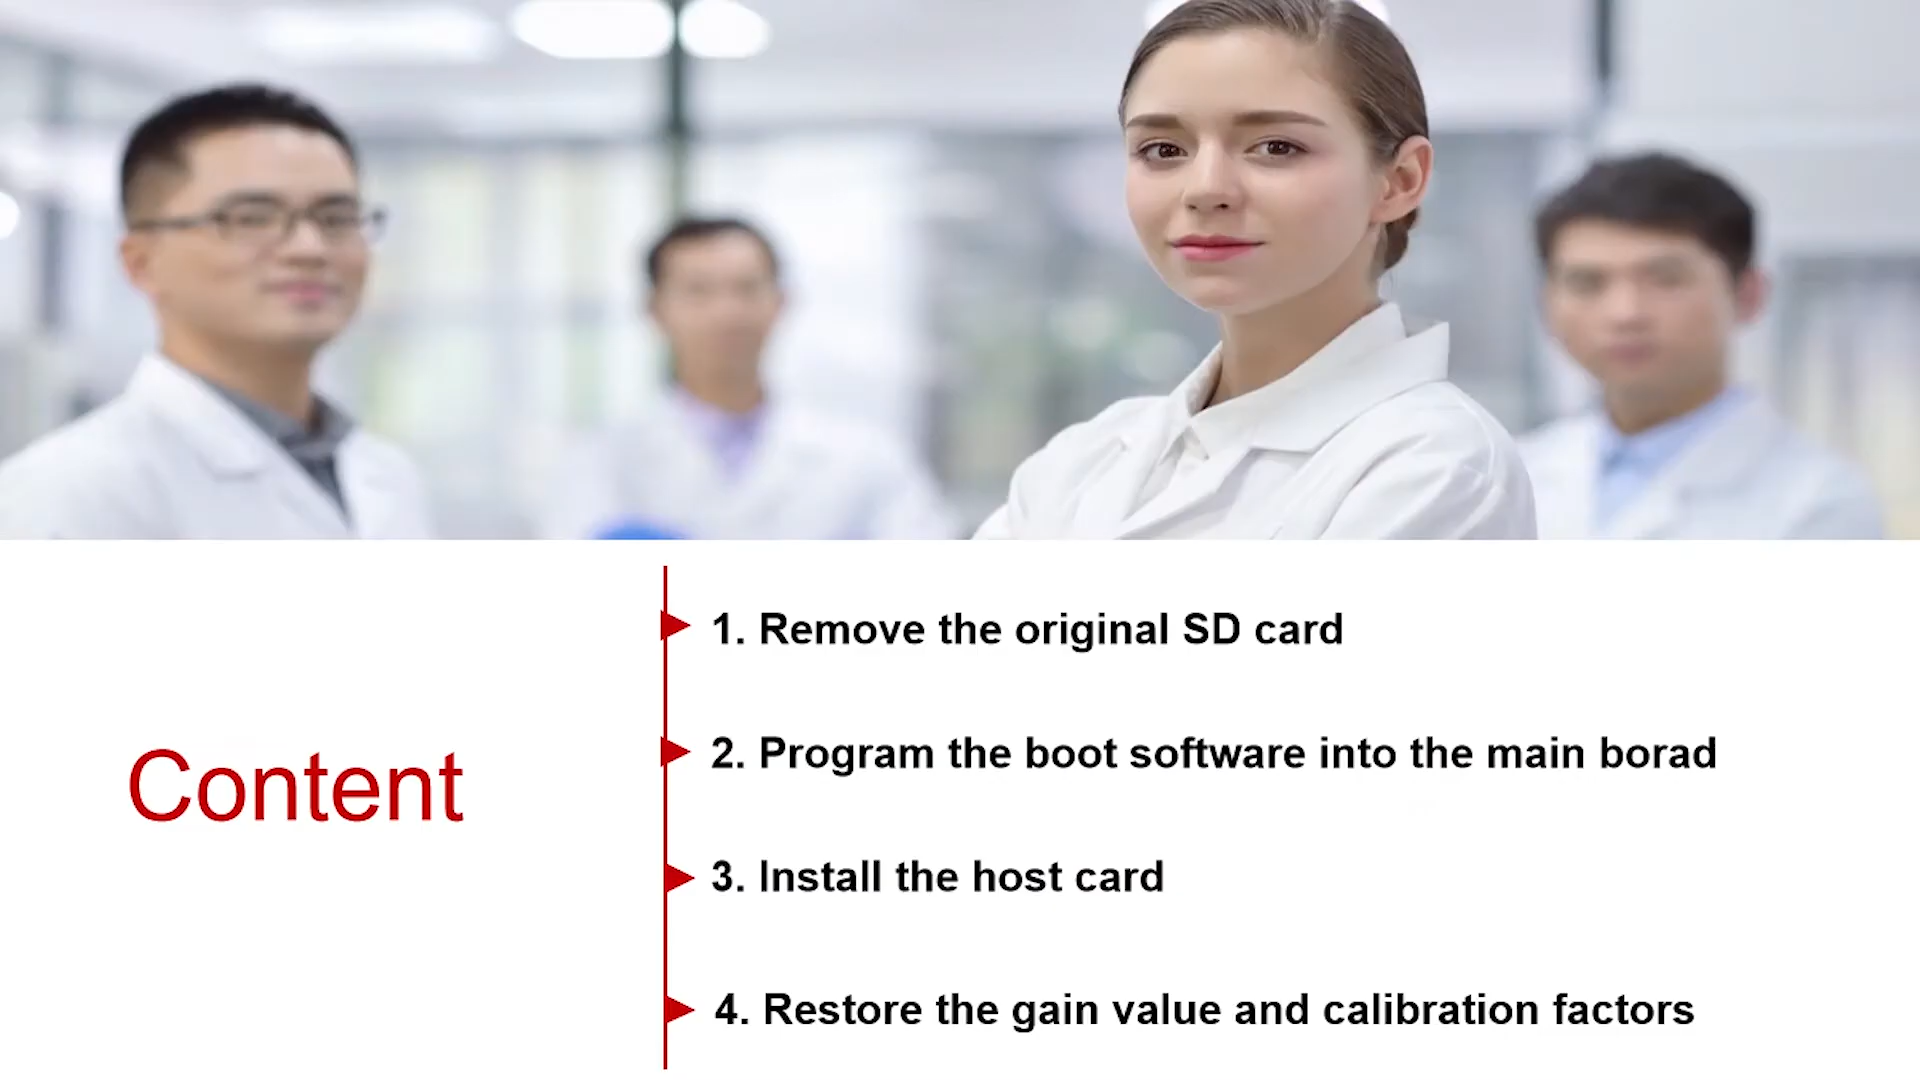 Content
1. Remove the original SD card
2. Program the boot software into the main borad
3. Install the host card
4. Restore the gain value and calibration factors